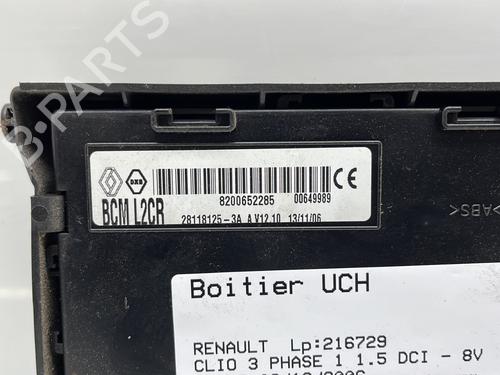 B-PARTS
8200652285 00649989
BCM L2CR
28118125-3A A.V12.10 13/11/06
>ABS<
Boitier UCH
RENAULT Lp:216729
CLIO 3 PHASE 1 1.5 DCI - 8V